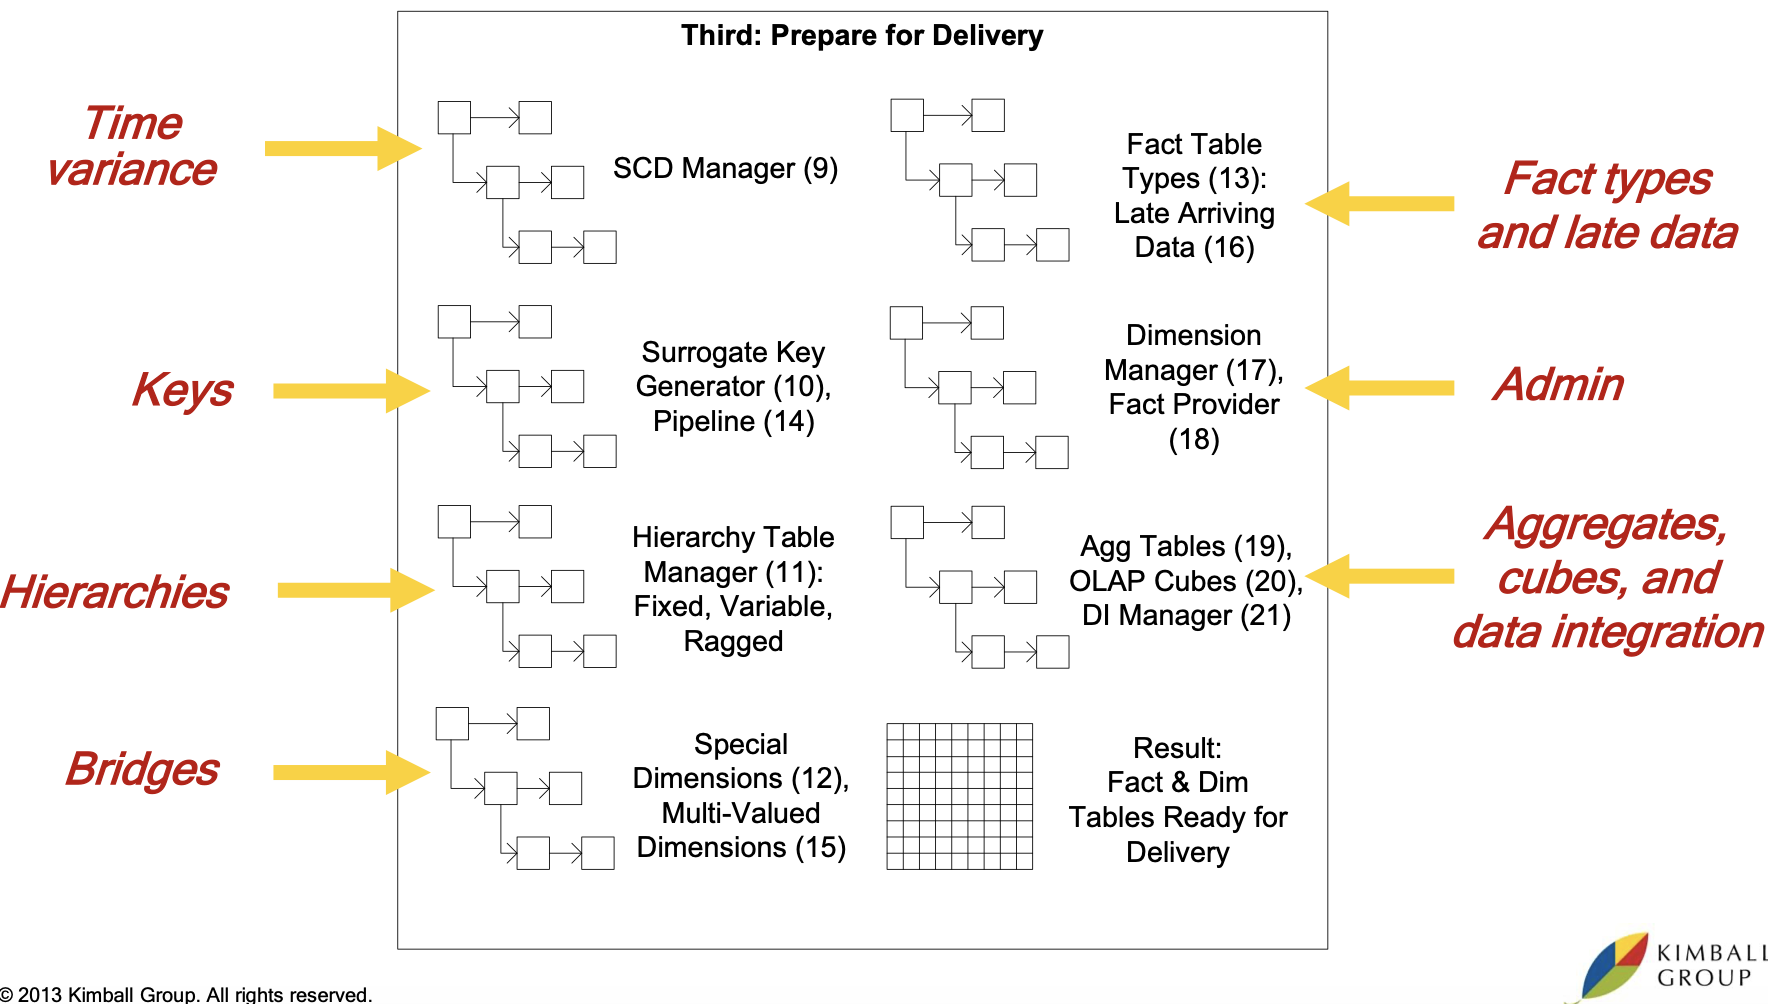 Third: Prepare for Delivery
Time
variance
SCD Manager (9)
Fact Table
Types (13):
Late Arriving
Data (16)
Fact types
and late data
Keys
Surrogate Key
Generator (10),
Pipeline (14)
Dimension
Manager (17),
Fact Provider
(18)
Admin
Hierarchies
Hierarchy Table
Manager (11):
Fixed, Variable,
Ragged
Agg Tables (19),
OLAP Cubes (20),
DI Manager (21)
Aggregates,
cubes, and
data integration
Bridges
Special
Dimensions (12),
Multi-Valued
Dimensions (15)
Result:
Fact & Dim
Tables Ready for
Delivery
KIMBALL
GROUP
© 2013 Kimball Group. All rights reserved.